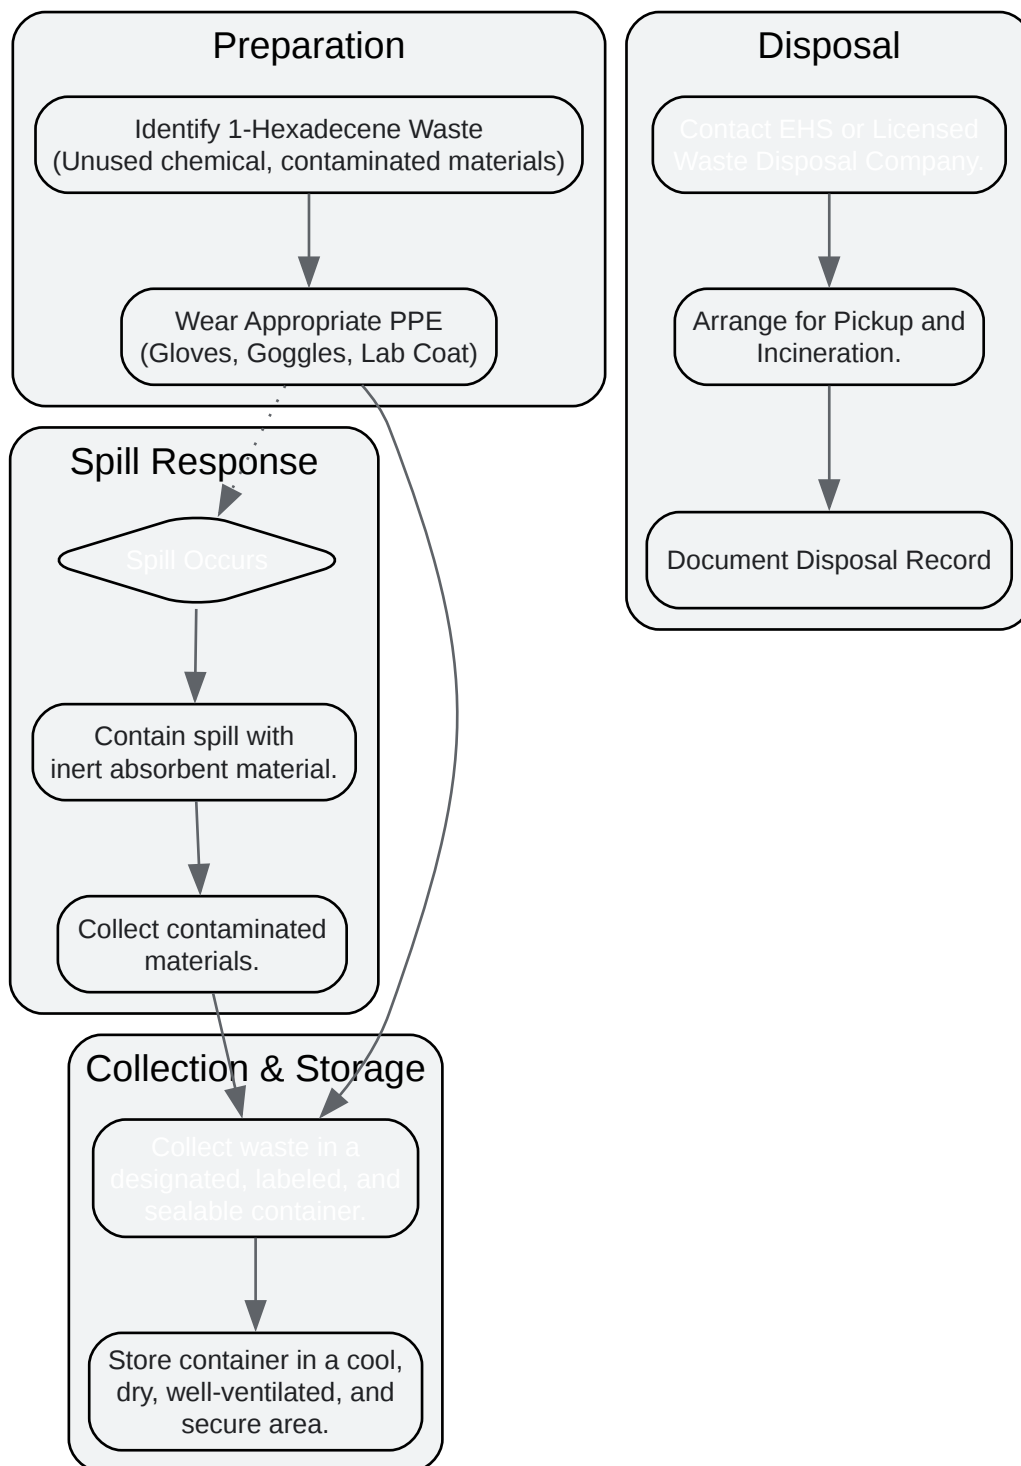 Preparation
Identify 1-Hexadecene Waste
(Unused chemical, contaminated materials)
Wear Appropriate PPE
(Gloves, Goggles, Lab Coat)
Spill Response
Spill Occurs
Contain spill with
inert absorbent material.
Collect contaminated
materials.
Collection & Storage
Collect waste in a
designated, labeled, and
sealable container.
Store container in a cool,
dry, well-ventilated, and
secure area.
Disposal
Contact EHS or Licensed
Waste Disposal Company.
Arrange for Pickup and
Incineration.
Document Disposal Record